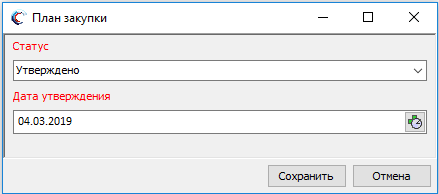 План закупки
Статус
Утверждено
Дата утверждения
04.03.2019
Сохранить
Отмена